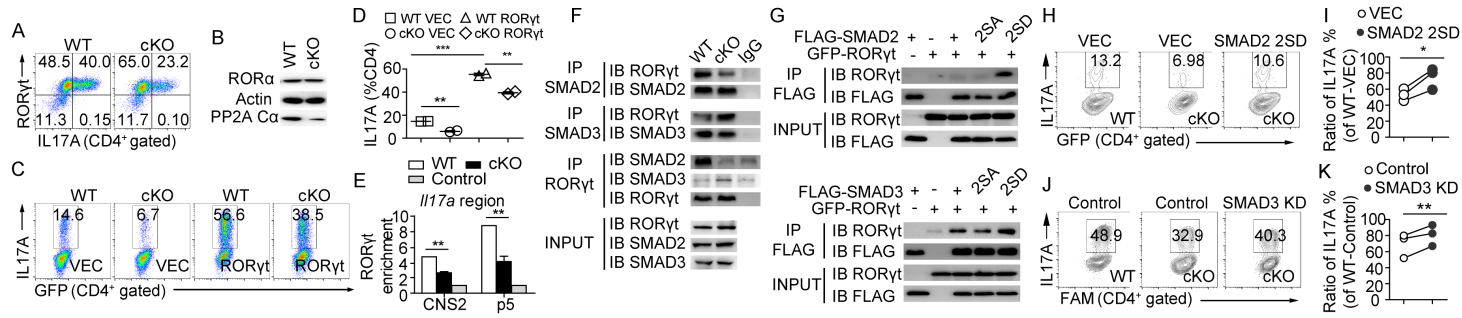 A
WT cKO
48.5 40.0 65.0 23.2
RORγt
11.3 0.15 11.7 0.10
IL17A (CD4⁺ gated)
B
WT cKO
RORα
Actin
PP2A Cα
C
WT cKO WT cKO
14.6 6.7 56.6 38.5
IL17A
VEC VEC RORγt RORγt
GFP (CD4⁺ gated)
D
WT VEC WT RORγt
cKO VEC cKO RORγt
*** **
**
IL17A (%CD4)
60
40
20
0
E
WT cKO
Control
Il17a region
RORγt enrichment
10
8
6
4
2
0
** **
CNS2 p5
F
WT cKO IgG
IP SMAD2
IB RORγt
IB SMAD2
IP SMAD3
IB RORγt
IB SMAD3
IP RORγt
IB SMAD2
IB SMAD3
IB RORγt
INPUT
IB RORγt
IB SMAD2
IB SMAD3
G
FLAG-SMAD2 + - + 2SA 2SD
GFP-RORγt - + + + +
IP FLAG
IB RORγt
IB FLAG
INPUT
IB RORγt
IB FLAG
FLAG-SMAD3 + - + 2SA 2SD
GFP-RORγt - + + + +
IP FLAG
IB RORγt
IB FLAG
INPUT
IB RORγt
IB FLAG
H
VEC VEC SMAD2 2SD
13.2 6.98 10.6
IL17A
WT cKO cKO
GFP (CD4⁺ gated)
I
VEC
SMAD2 2SD
*
Ratio of IL17A %
(of WT-VEC)
100
80
60
40
20
0
J
Control Control SMAD3 KD
48.9 32.9 40.3
IL17A
WT cKO cKO
FAM (CD4⁺ gated)
K
Control
SMAD3 KD
**
Ratio of IL17A %
(of WT-Control)
100
80
60
40
20
0